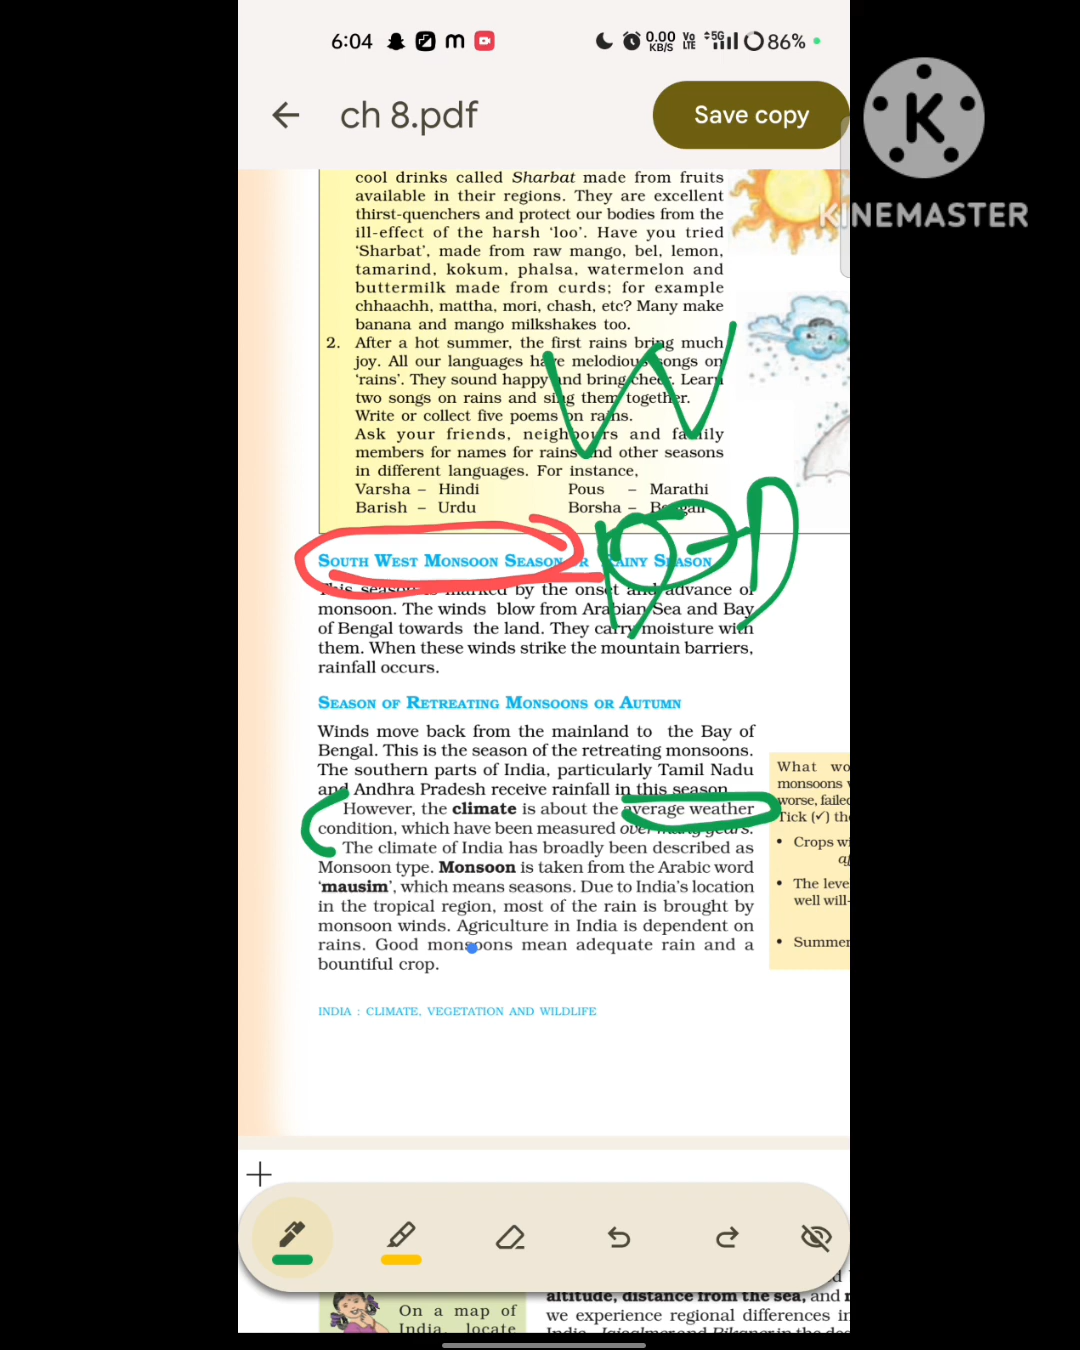 6:04 m 0.00 KB/S Vo LTE 5G 86%
ch 8.pdf
Save copy
K
KINEMASTER
cool drinks called Sharbat made from fruits
available in their regions. They are excellent
thirst-quenchers and protect our bodies from the
ill-effect of the harsh ‘loo’. Have you tried
‘Sharbat’, made from raw mango, bel, lemon,
tamarind, kokum, phalsa, watermelon and
buttermilk made from curds; for example
chhaachh, mattha, mori, chash, etc? Many make
banana and mango milkshakes too.
2. After a hot summer, the first rains bring much
joy. All our languages have melodious songs on
‘rains’. They sound happy and bring cheer. Learn
two songs on rains and sing them together.
Write or collect five poems on rains.
Ask your friends, neighbours and family
members for names for rains and other seasons
in different languages. For instance,
Varsha – Hindi Pous – Marathi
Barish – Urdu Borsha – Bengali
SOUTH WEST MONSOON SEASON OR RAINY SEASON
This season is marked by the onset and advance of
monsoon. The winds blow from Arabian Sea and Bay
of Bengal towards the land. They carry moisture with
them. When these winds strike the mountain barriers,
rainfall occurs.
SEASON OF RETREATING MONSOONS OR AUTUMN
Winds move back from the mainland to the Bay of
Bengal. This is the season of the retreating monsoons.
The southern parts of India, particularly Tamil Nadu
and Andhra Pradesh receive rainfall in this season.
However, the climate is about the average weather
condition, which have been measured over many years.
The climate of India has broadly been described as
Monsoon type. Monsoon is taken from the Arabic word
‘mausim’, which means seasons. Due to India’s location
in the tropical region, most of the rain is brought by
monsoon winds. Agriculture in India is dependent on
rains. Good monsoons mean adequate rain and a
bountiful crop.
What wo
monsoons
worse, failed
Tick (✓) th
• Crops wi
af
• The leve
well will
• Summer
INDIA : CLIMATE, VEGETATION AND WILDLIFE
altitude, distance from the sea, and
we experience regional differences in
On a map of
India, locate